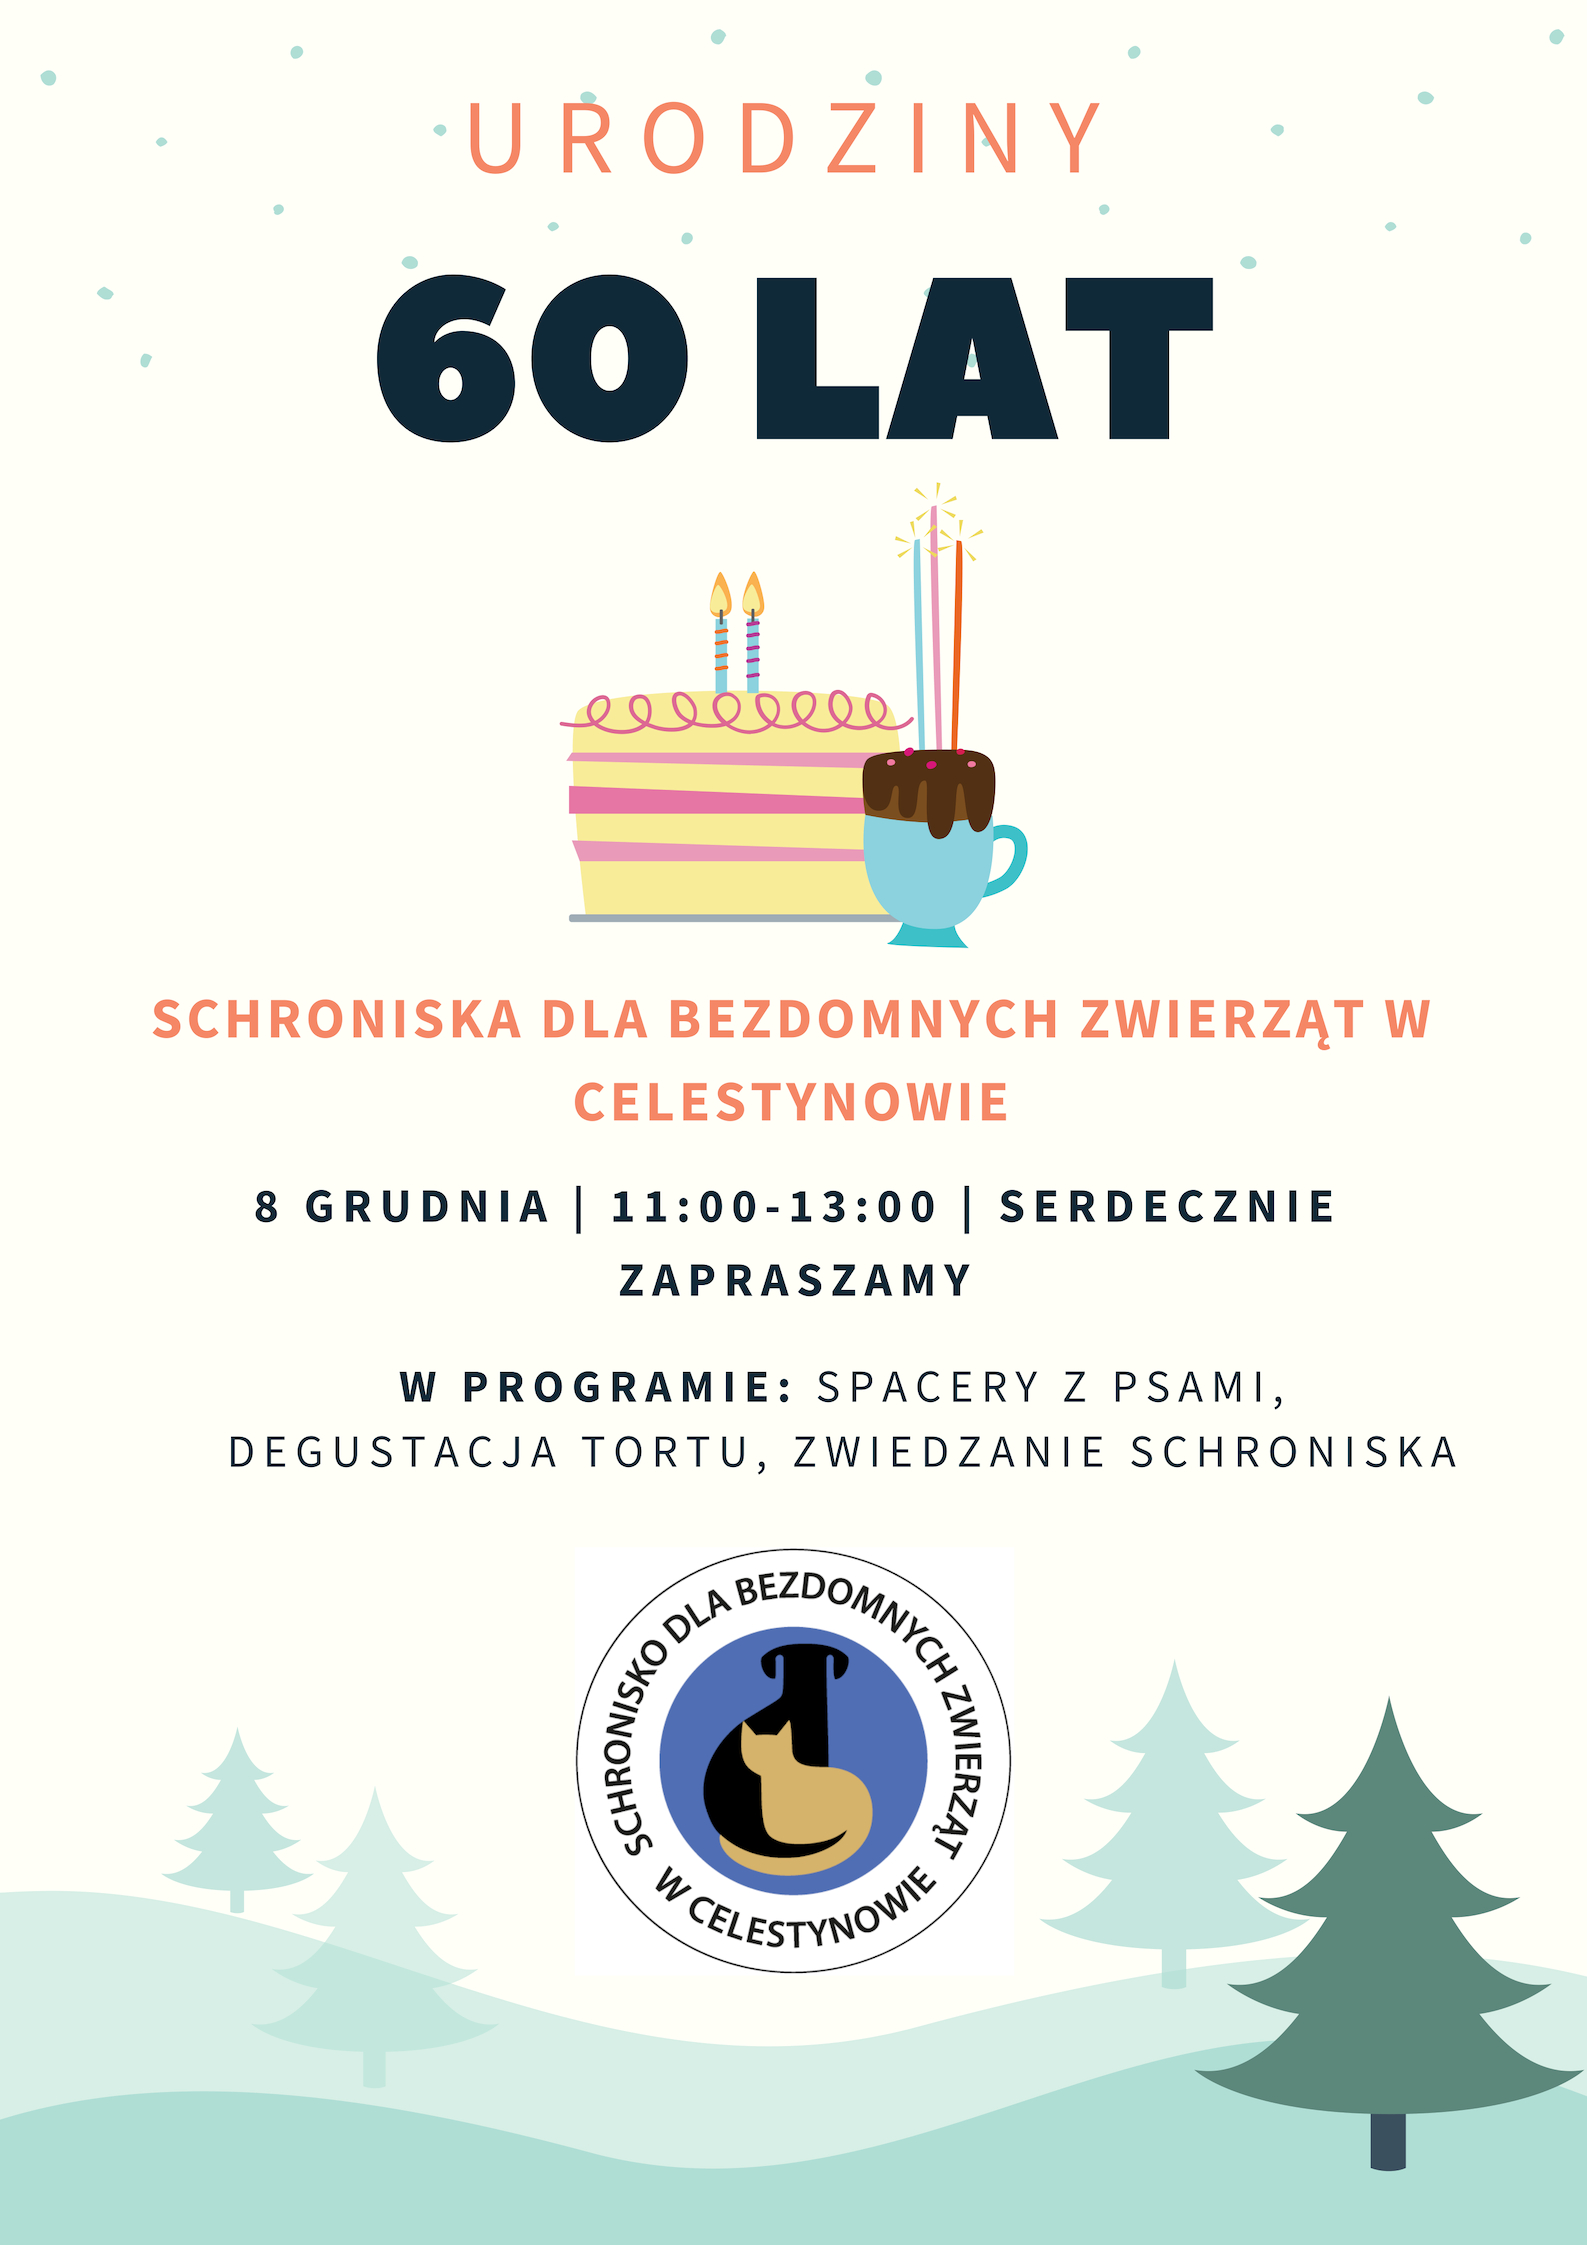 URODZINY
60 LAT
SCHRONISKA DLA BEZDOMNYCH ZWIERZĄT W
CELESTYNOWIE
8 GRUDNIA | 11:00-13:00 | SERDECZNIE
ZAPRASZAMY
W PROGRAMIE: SPACERY Z PSAMI,
DEGUSTACJA TORTU, ZWIEDZANIE SCHRONISKA
SCHRONISKO DLA BEZDOMNYCH ZWIERZĄT
W CELESTYNOWIE